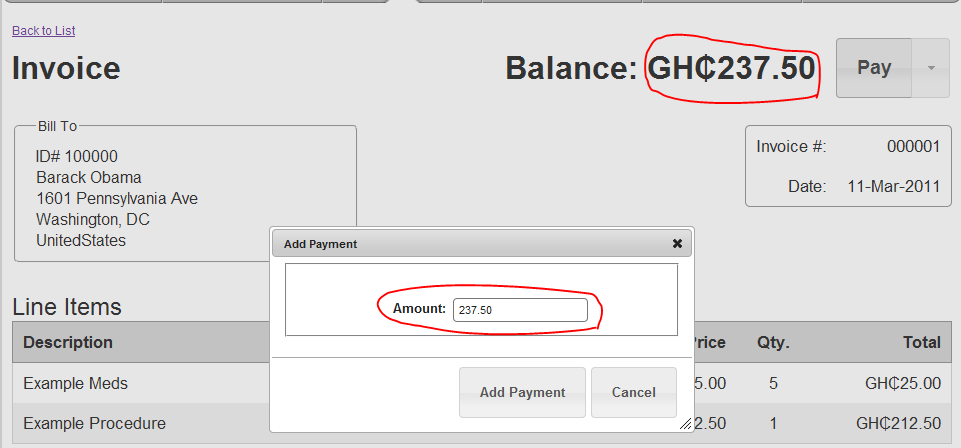 Back to List
Invoice
Balance: GH₵237.50
Pay
Bill To
ID# 100000
Barack Obama
1601 Pennsylvania Ave
Washington, DC
UnitedStates
Invoice #: 000001
Date: 11-Mar-2011
Add Payment
Amount: 237.50
Add Payment Cancel
Line Items
Description rice Qty. Total
Example Meds 5.00 5 GH₵25.00
Example Procedure 2.50 1 GH₵212.50